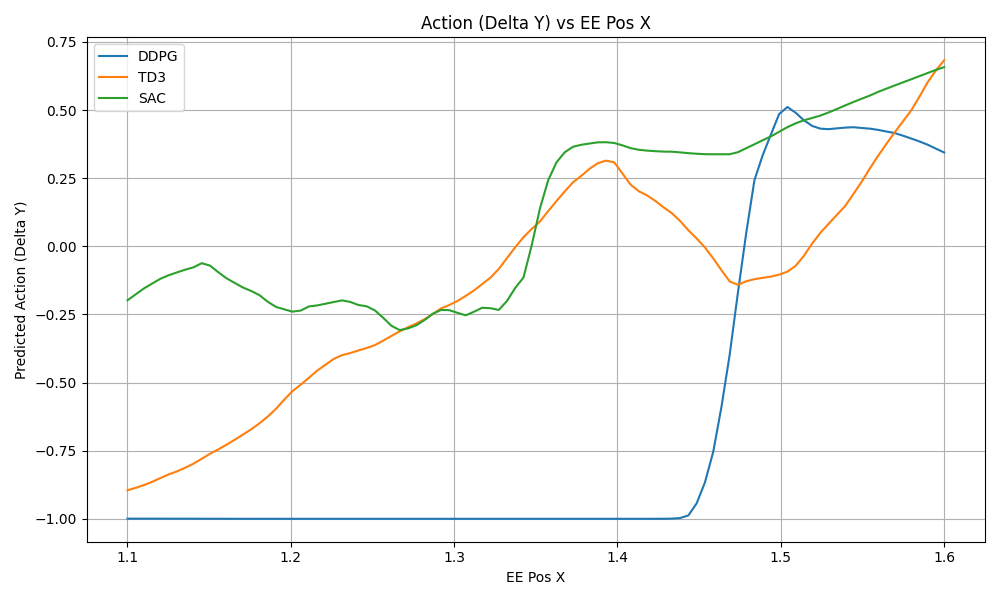 Action (Delta Y) vs EE Pos X
DDPG
TD3
SAC
Predicted Action (Delta Y)
0.75
0.50
0.25
0.00
−0.25
−0.50
−0.75
−1.00
1.1 1.2 1.3 1.4 1.5 1.6
EE Pos X